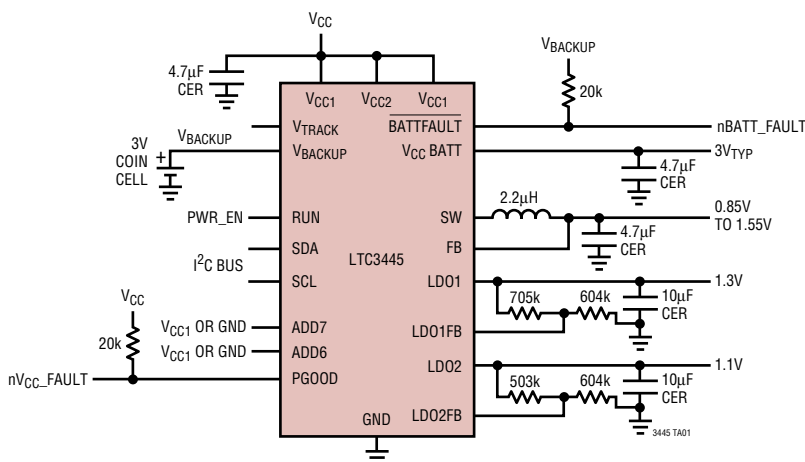 VCC
4.7µF
CER
VCC1
VCC2
VCC1
VBACKUP
20k
VTRACK
BATTFAULT
nBATT_FAULT
3V
COIN
CELL
+
VBACKUP
VBACKUP
VCC BATT
3VTYP
4.7µF
CER
2.2µH
PWR_EN
RUN
SW
0.85V
TO 1.55V
4.7µF
CER
SDA
FB
I2C BUS
LTC3445
SCL
LDO1
1.3V
705k
604k
10µF
CER
VCC
20k
VCC1 OR GND
ADD7
LDO1FB
VCC1 OR GND
ADD6
LDO2
1.1V
nVCC_FAULT
PGOOD
503k
604k
10µF
CER
LDO2FB
GND
3445 TA01